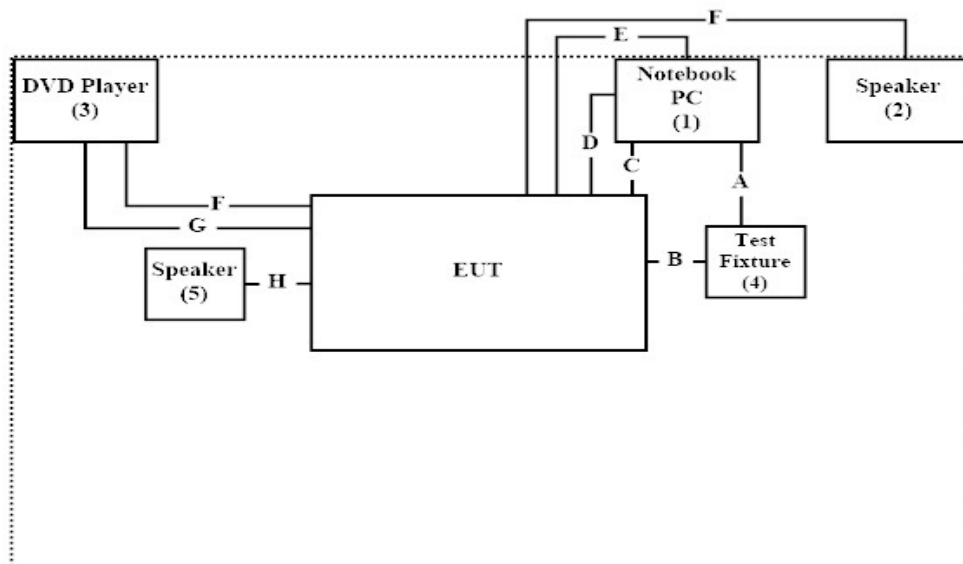 F
E
DVD Player
(3)
Notebook
PC
(1)
Speaker
(2)
D
C
A
F
G
Test
Fixture
(4)
Speaker
(5)
H
EUT
B